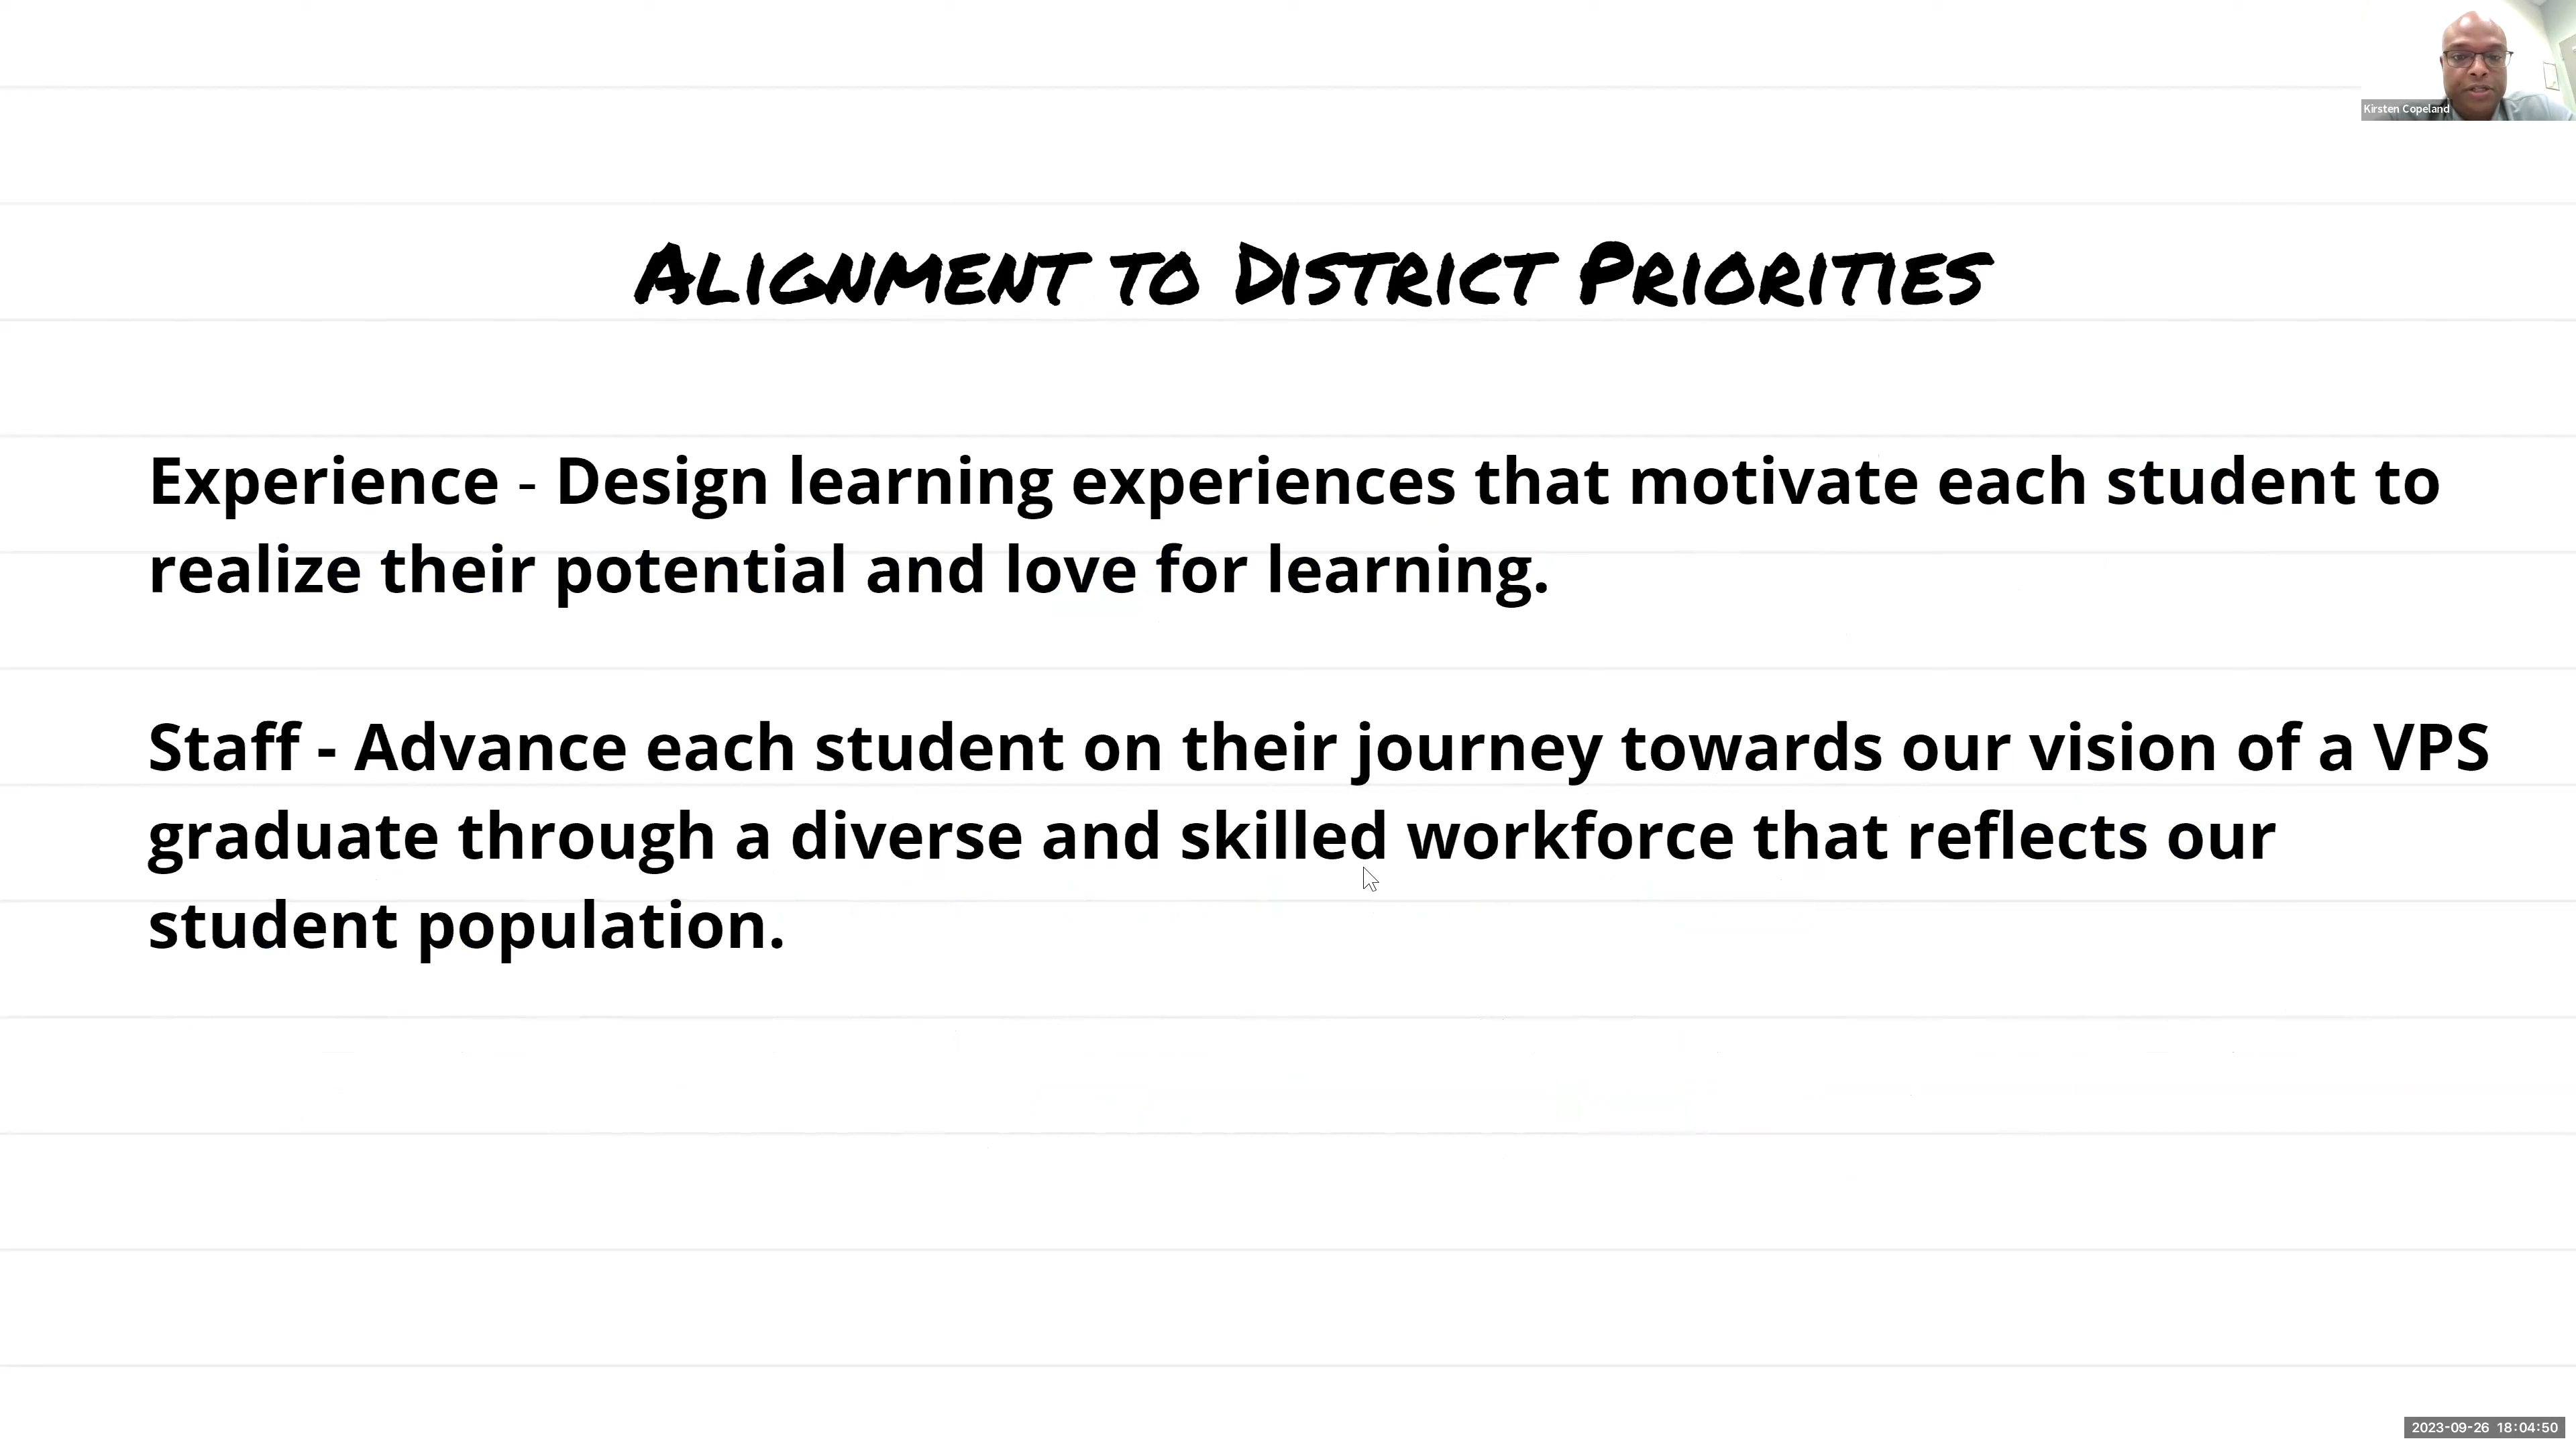 Kirsten Copeland
Alignment to District Priorities
Experience - Design learning experiences that motivate each student to
realize their potential and love for learning.
Staff - Advance each student on their journey towards our vision of a VPS
graduate through a diverse and skilled workforce that reflects our
student population.
2023-09-26 18:04:50